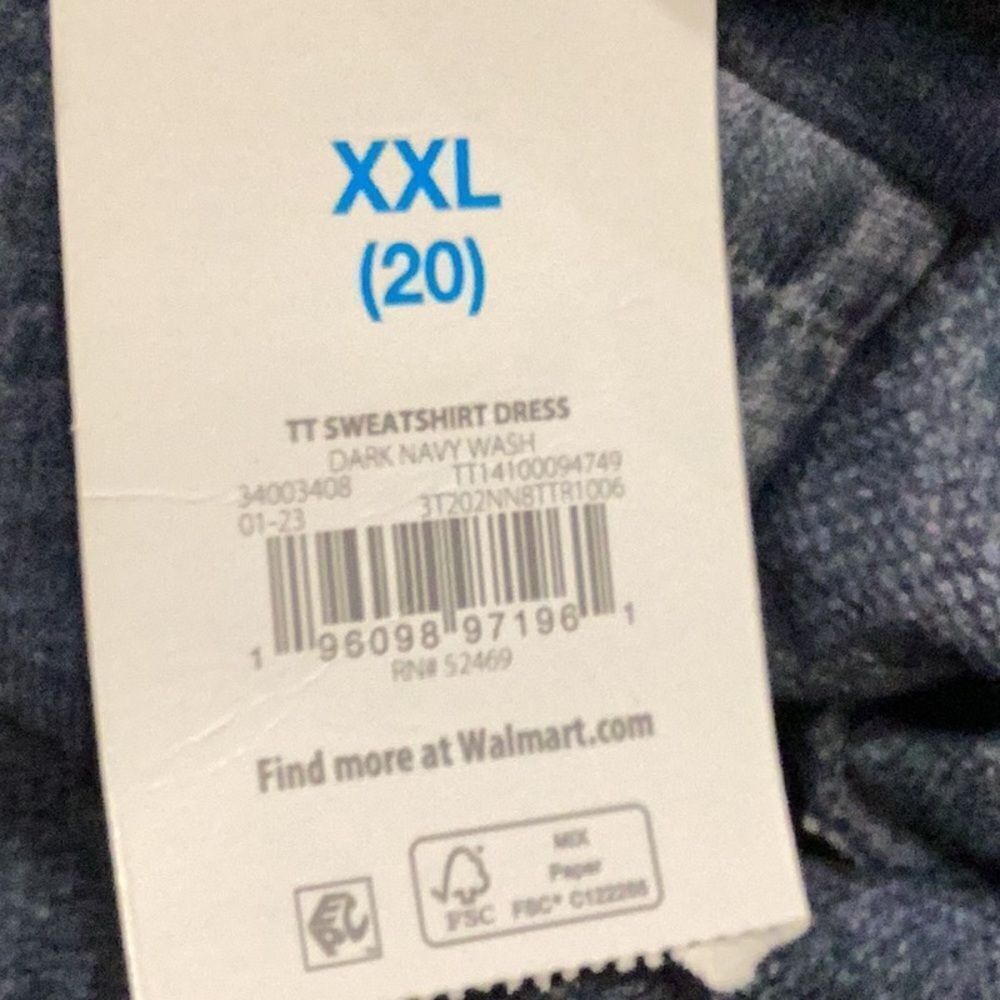 XXL
(20)
TT SWEATSHIRT DRESS
DARK NAVY WASH
34003408 TT14100094749
01-23 3T202NN8TTR1006
1 96098 97196 1
RN# 52469
Find more at Walmart.com
MIX
Paper
FSC FSC®